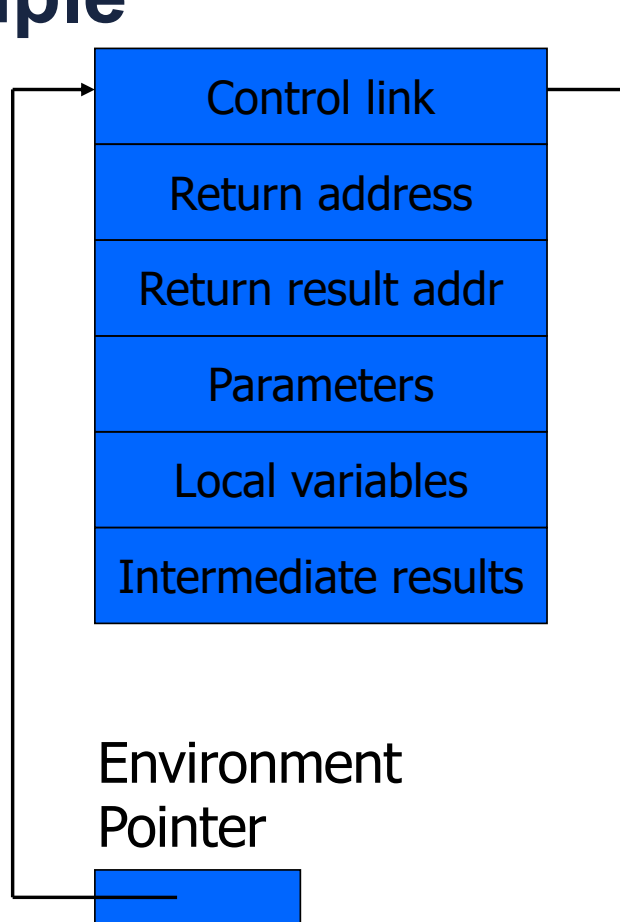 Control link
Return address
Return result addr
Parameters
Local variables
Intermediate results
Environment
Pointer